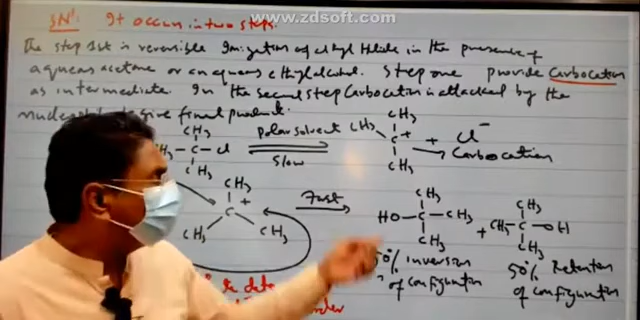 www.zdsoft.com
SN¹ It occur in two steps.
The step 1st is reversible Ionization of alkyl Halide in the presence of
aqueous acetone or an aqueous ethyl alcohol. Step one provide Carbocation
as intermediate. In the second step Carbocation is attacked by the
nucleophile to give final product.
CH3 polar solvent CH3 CH3
C - Cl C + + Cl-
CH3 Slow CH3 Carbocation
CH3 Fast CH3 CH3
C + HO - C - CH3 + CH3 C - OH
CH3 CH3 CH3 CH3
50% inversion 50% Retention
of configuration of configuration